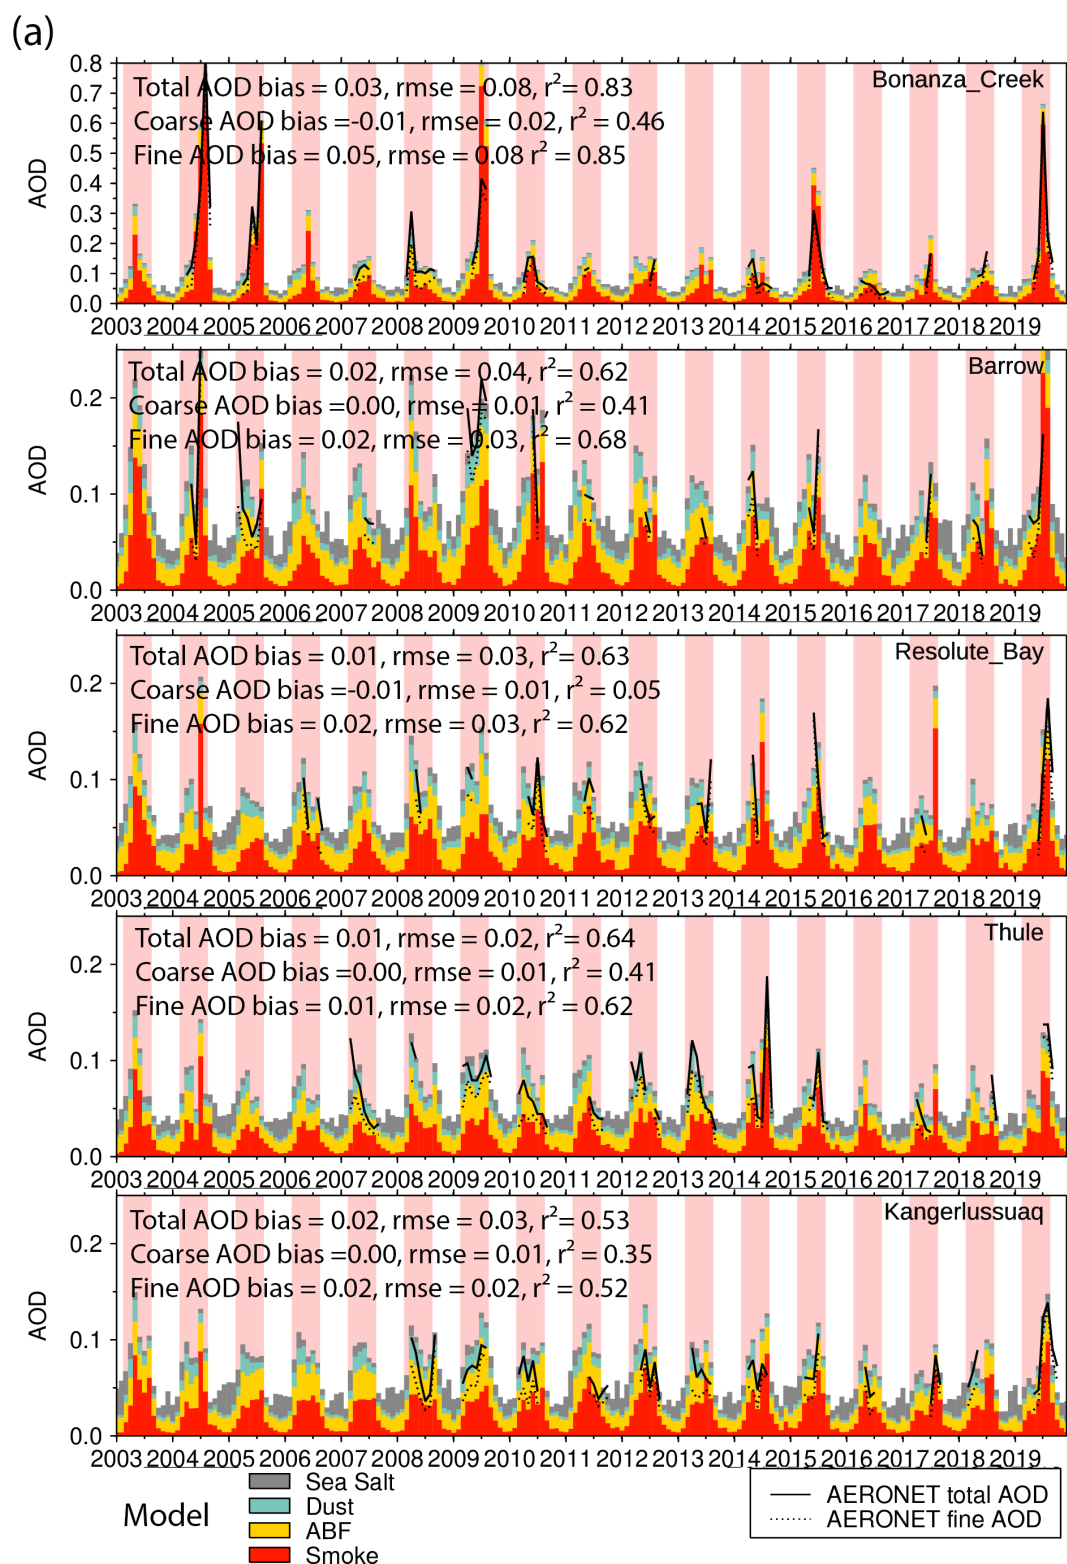 (a)
Bonanza_Creek
Total AOD bias = 0.03, rmse = 0.08, r²= 0.83
Coarse AOD bias =-0.01, rmse = 0.02, r² = 0.46
Fine AOD bias = 0.05, rmse = 0.08 r² = 0.85
AOD
0.8
0.7
0.6
0.5
0.4
0.3
0.2
0.1
0.0
2003 2004 2005 2006 2007 2008 2009 2010 2011 2012 2013 2014 2015 2016 2017 2018 2019
Barrow
Total AOD bias = 0.02, rmse = 0.04, r²= 0.62
Coarse AOD bias =0.00, rmse = 0.01, r² = 0.41
Fine AOD bias = 0.02, rmse = 0.03, r² = 0.68
AOD
0.2
0.1
0.0
2003 2004 2005 2006 2007 2008 2009 2010 2011 2012 2013 2014 2015 2016 2017 2018 2019
Resolute_Bay
Total AOD bias = 0.01, rmse = 0.03, r²= 0.63
Coarse AOD bias =-0.01, rmse = 0.01, r² = 0.05
Fine AOD bias = 0.02, rmse = 0.03, r² = 0.62
AOD
0.2
0.1
0.0
2003 2004 2005 2006 2007 2008 2009 2010 2011 2012 2013 2014 2015 2016 2017 2018 2019
Thule
Total AOD bias = 0.01, rmse = 0.02, r²= 0.64
Coarse AOD bias =0.00, rmse = 0.01, r² = 0.41
Fine AOD bias = 0.01, rmse = 0.02, r² = 0.62
AOD
0.2
0.1
0.0
2003 2004 2005 2006 2007 2008 2009 2010 2011 2012 2013 2014 2015 2016 2017 2018 2019
Kangerlussuaq
Total AOD bias = 0.02, rmse = 0.03, r²= 0.53
Coarse AOD bias =0.00, rmse = 0.01, r² = 0.35
Fine AOD bias = 0.02, rmse = 0.02, r² = 0.52
AOD
0.2
0.1
0.0
2003 2004 2005 2006 2007 2008 2009 2010 2011 2012 2013 2014 2015 2016 2017 2018 2019
Model
Sea Salt
Dust
ABF
Smoke
AERONET total AOD
AERONET fine AOD